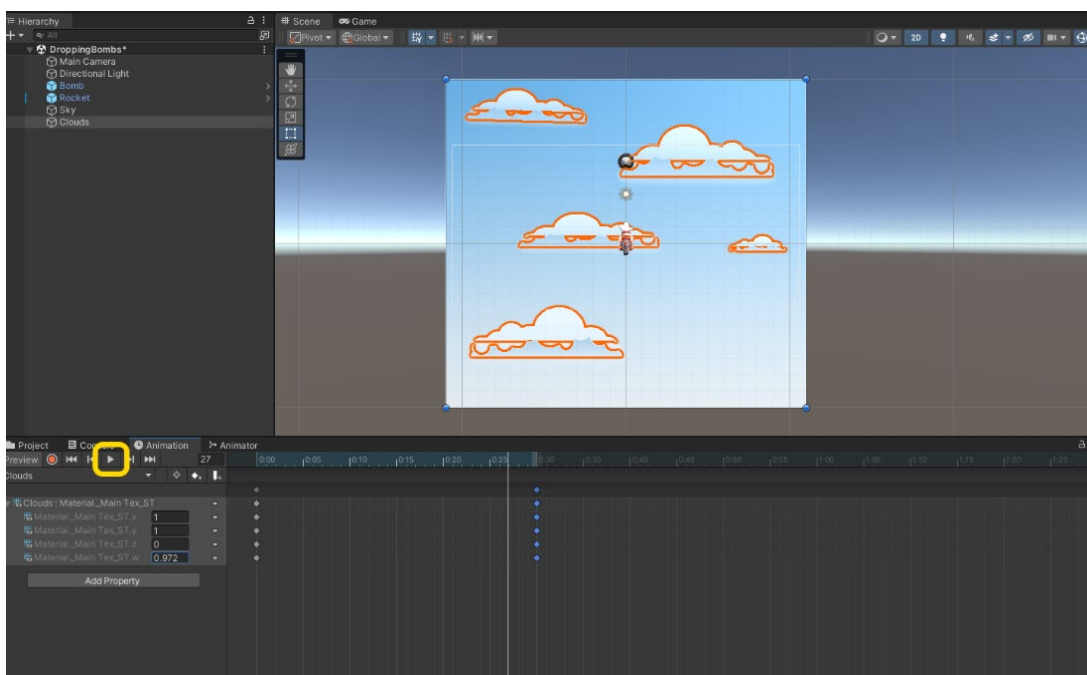 Hierarchy
All
DroppingBombs*
Main Camera
Directional Light
Bomb
Rocket
Sky
Clouds
# Scene
Game
Pivot
Global
2D
Project
Animation
Animator
Preview
27
0:00
0:05
0:10
0:15
0:20
0:25
0:30
0:35
0:40
0:45
0:50
0:55
1:00
1:05
1:10
1:15
1:20
1:25
Clouds
Clouds : Material._Main Tex_ST
Material._Main Tex_ST.x 1
Material._Main Tex_ST.y 1
Material._Main Tex_ST.z 0
Material._Main Tex_ST.w 0.972
Add Property